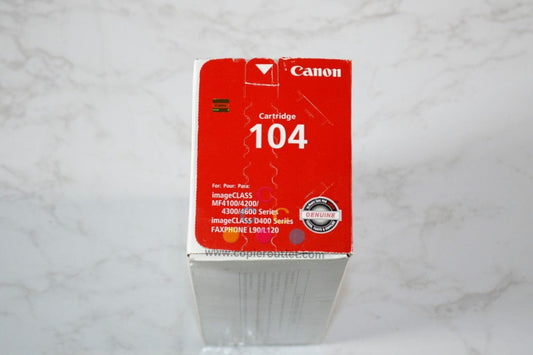 Canon
Cartridge
104
For: Pour: Para:
imageCLASS
MF4100/4200/
4300/4600 Series
imageCLASS D400 Series
FAXPHONE L90/L120
GENUINE
www.copieroutlet.com